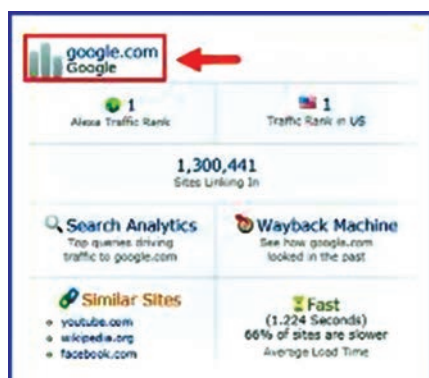 google.com
Google
1
Alexa Traffic Rank
1
Traffic Rank in US
1,300,441
Sites Linking In
Search Analytics
Top queries driving
traffic to google.com
Wayback Machine
See how google.com
looked in the past
Similar Sites
youtube.com
wikipedia.org
facebook.com
Fast
(1.224 Seconds)
66% of sites are slower
Average Load Time